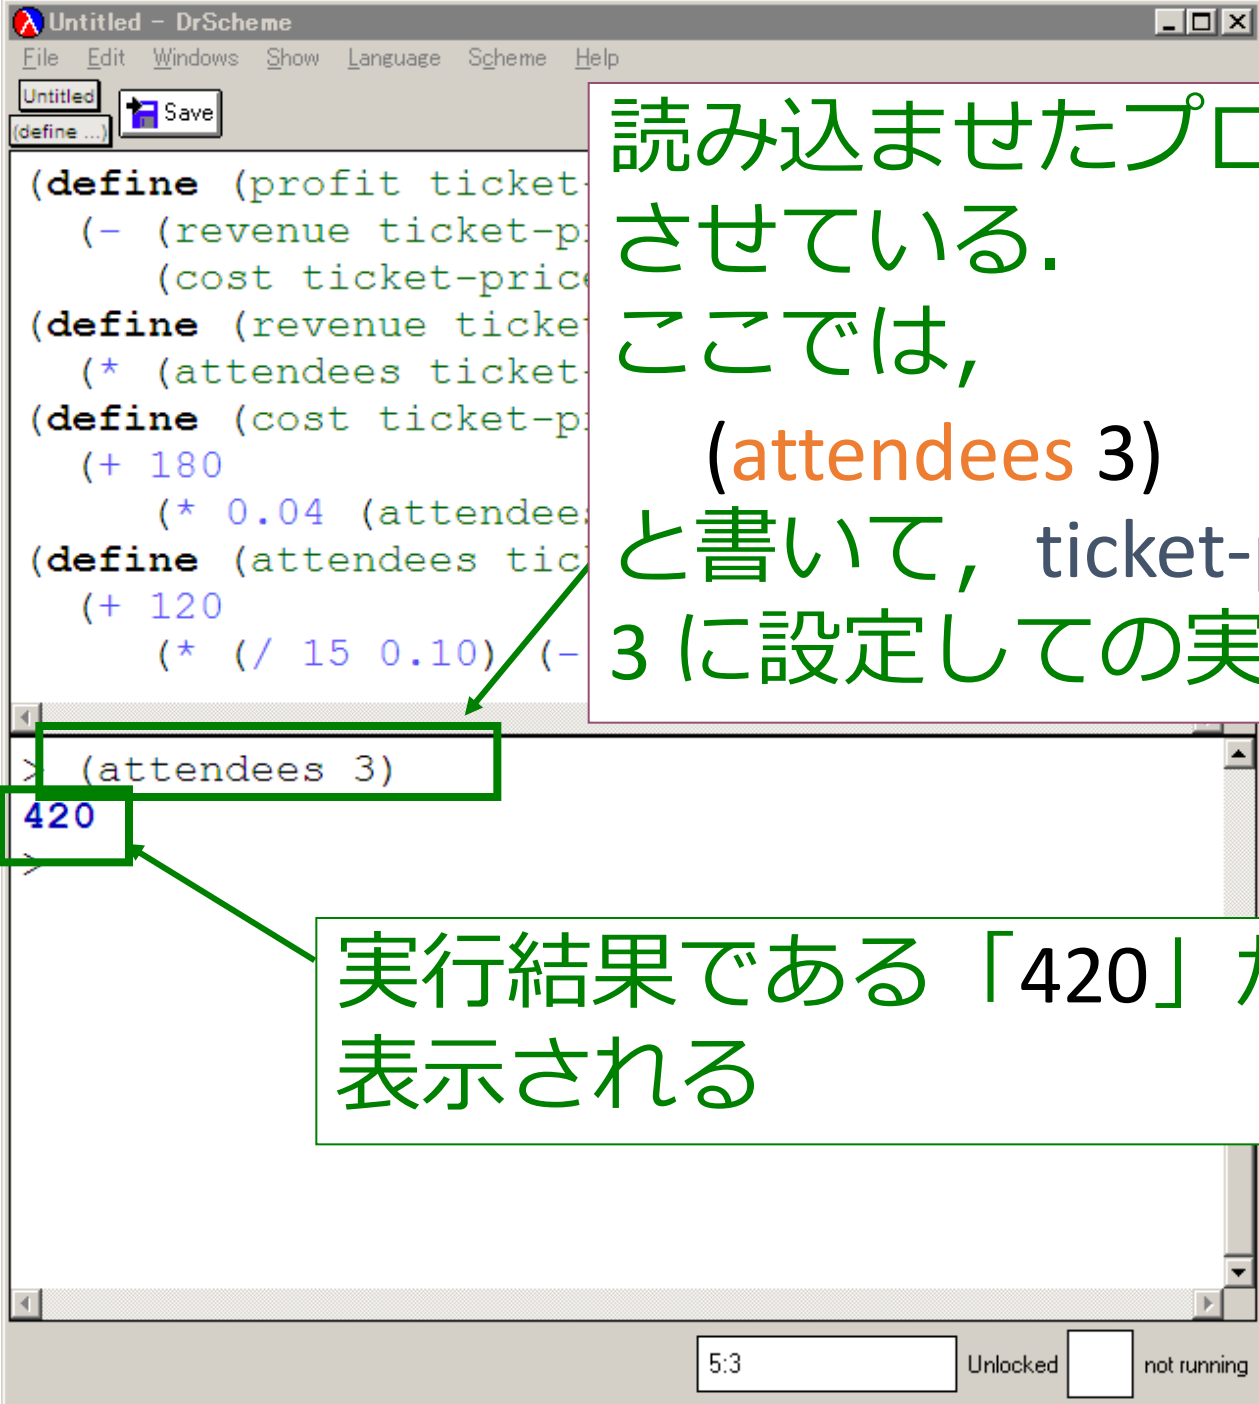 Untitled - DrScheme
File Edit Windows Show Language Scheme Help
Untitled
(define ...)
Save
(define (profit ticket-
(- (revenue ticket-p
(cost ticket-price
(define (revenue ticke
(* (attendees ticket-
(define (cost ticket-p
(+ 180
(* 0.04 (attendees
(define (attendees tic
(+ 120
(* (/ 15 0.10) (-
読み込ませたプロ
させている.
ここでは,
(attendees 3)
と書いて, ticket-
3 に設定しての実
> (attendees 3)
420
>
実行結果である「420」が
表示される
5:3
Unlocked
not running